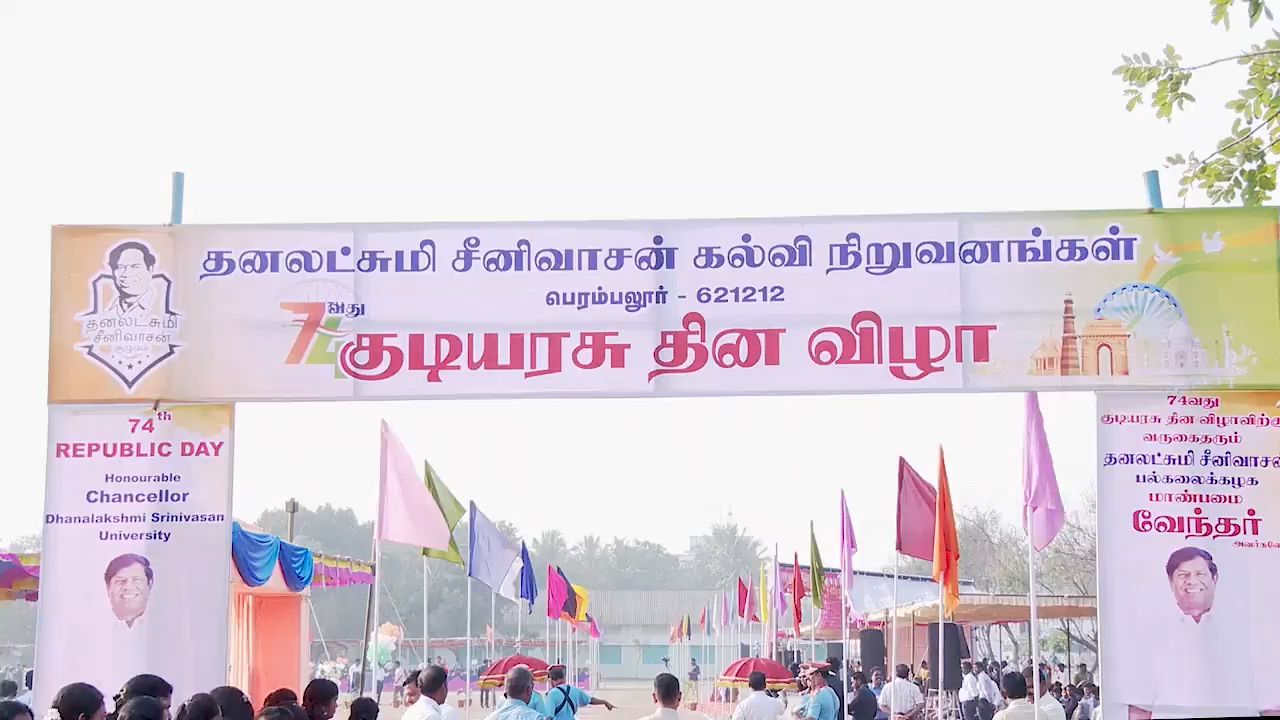 தனலட்சுமி சீனிவாசன் கல்வி நிறுவனங்கள்
பெரம்பலூர் - 621212
74வது
குடியரசு தின விழா
தனலட்சுமி
சீனிவாசன்
குழுமம்
74th
REPUBLIC DAY
Honourable
Chancellor
Dhanalakshmi Srinivasan
University
74வது
குடியரசு தின விழாவிற்கு
வருகைதரும்
தனலட்சுமி சீனிவாசன்
பல்கலைக்கழக
மாண்பமை
வேந்தர்